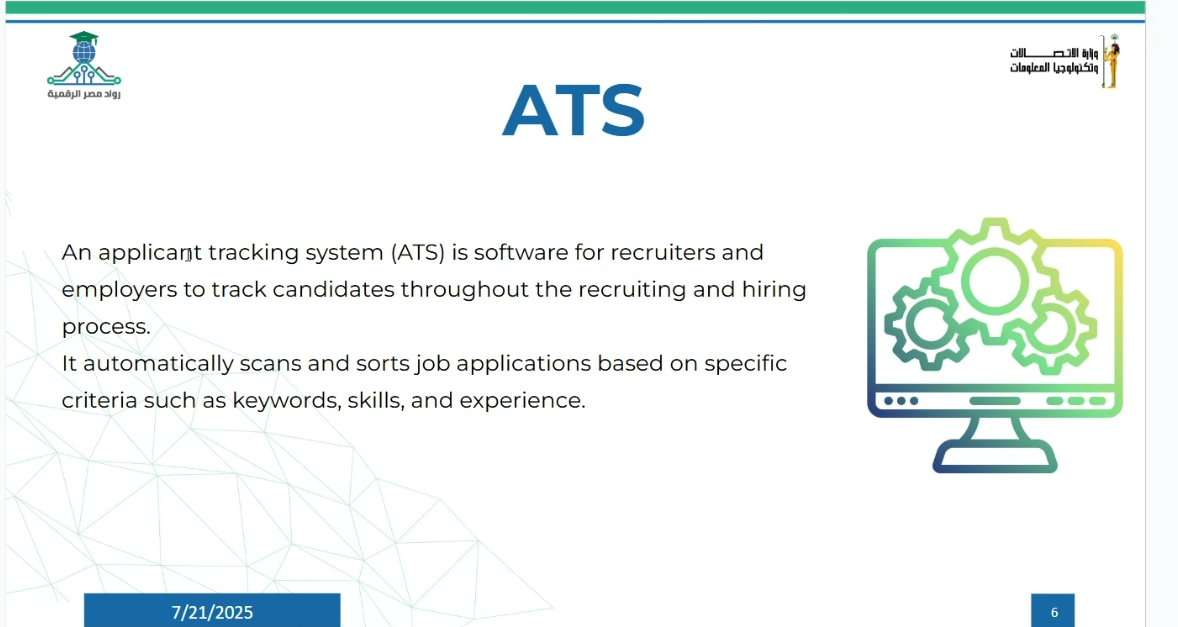 رواد مصر الرقمية
وزارة الاتصالات
وتكنولوجيا المعلومات
ATS
An applicant tracking system (ATS) is software for recruiters and
employers to track candidates throughout the recruiting and hiring
process.
It automatically scans and sorts job applications based on specific
criteria such as keywords, skills, and experience.
7/21/2025
6